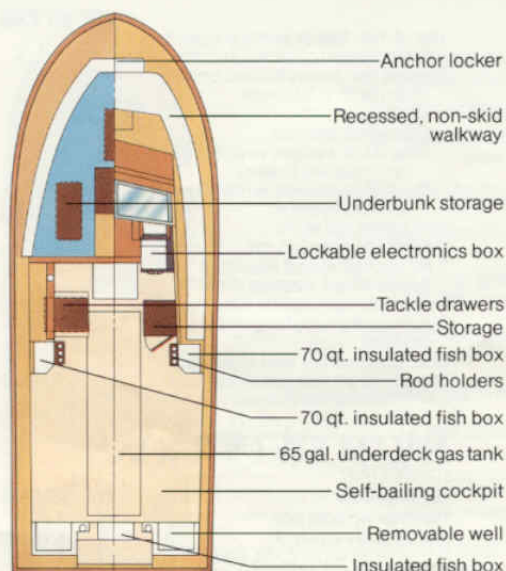 Anchor locker
Recessed, non-skid
walkway
Underbunk storage
Lockable electronics box
Tackle drawers
Storage
70 qt. insulated fish box
Rod holders
70 qt. insulated fish box
65 gal. underdeck gas tank
Self-bailing cockpit
Removable well
Insulated fish box